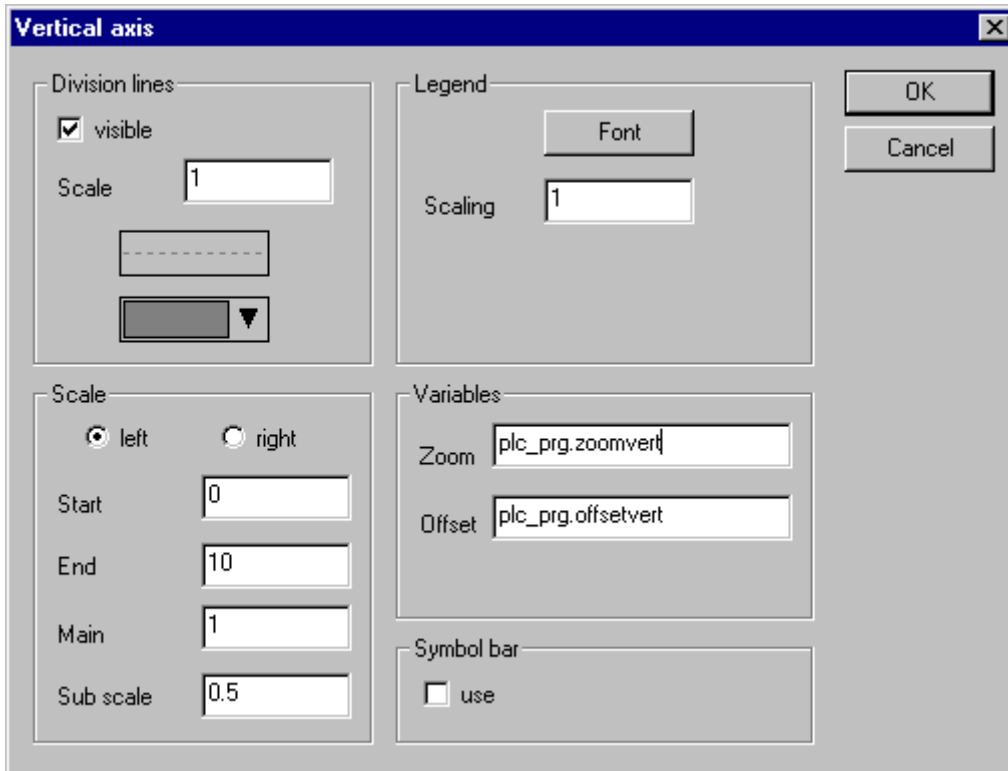 Vertical axis
Division lines
visible
Scale 1
Legend
Font
Scaling 1
OK
Cancel
Scale
left right
Start 0
End 10
Main 1
Sub scale 0.5
Variables
Zoom plc_prg.zoomvert
Offset plc_prg.offsetvert
Symbol bar
use